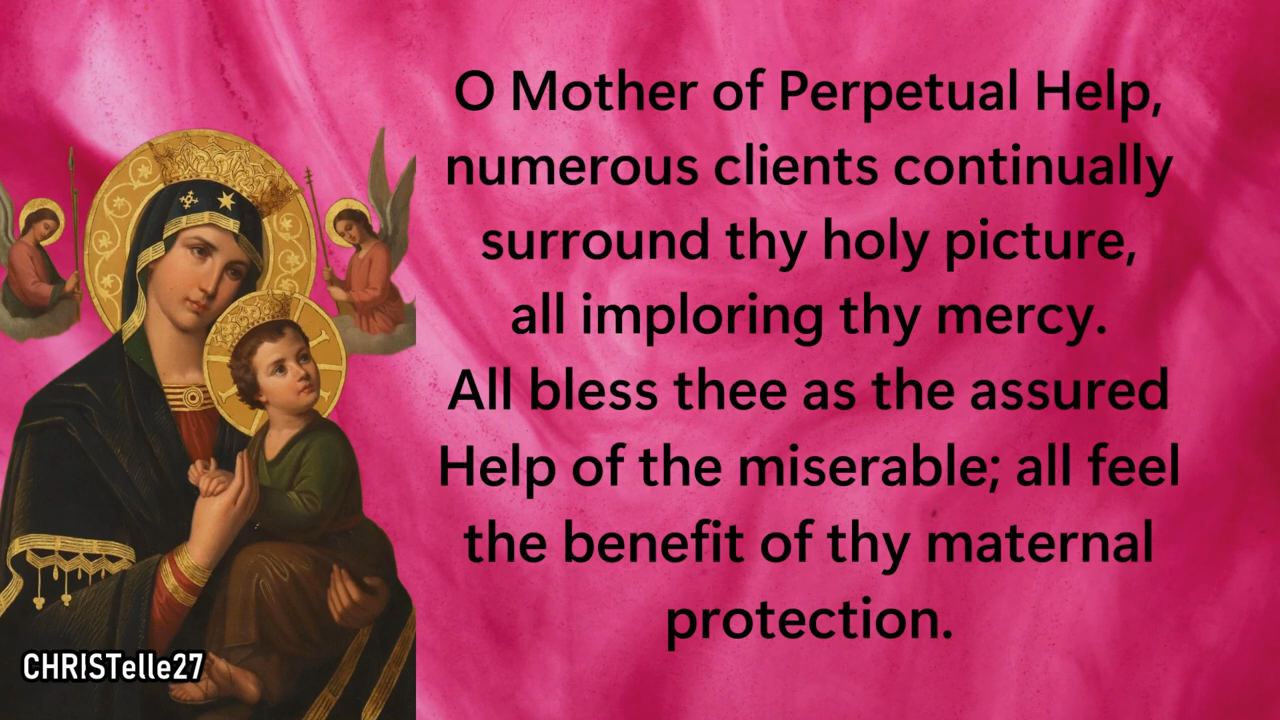 O Mother of Perpetual Help,
numerous clients continually
surround thy holy picture,
all imploring thy mercy.
All bless thee as the assured
Help of the miserable; all feel
the benefit of thy maternal
protection.
CHRISTelle27